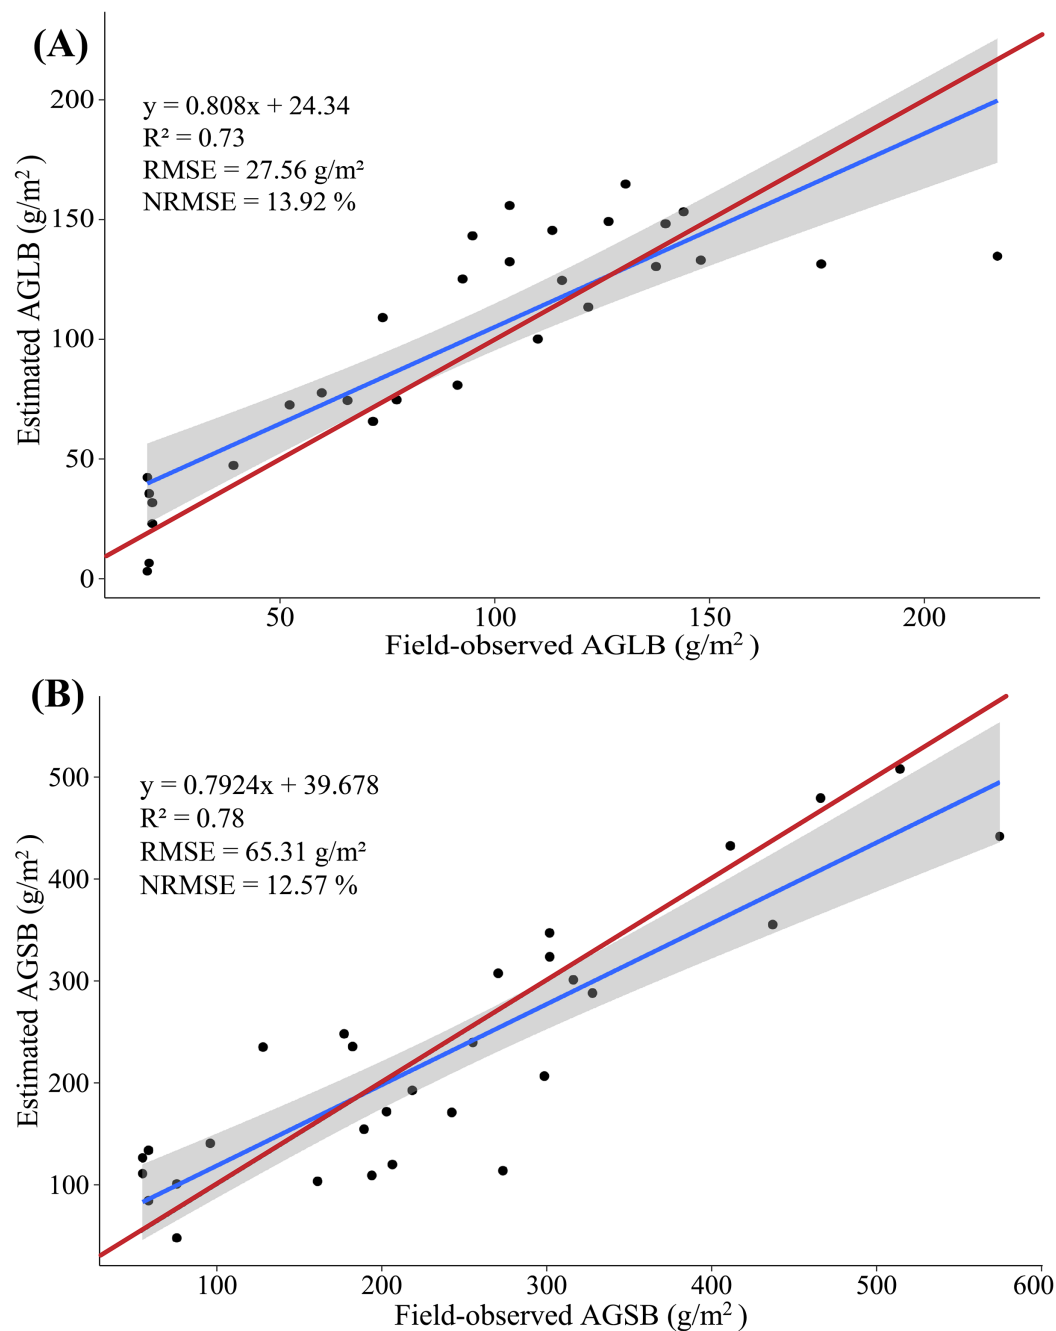 (A)
y = 0.808x + 24.34
R² = 0.73
RMSE = 27.56 g/m²
NRMSE = 13.92 %
Estimated AGLB (g/m²)
200
150
100
50
0
50 100 150 200
Field-observed AGLB (g/m² )
(B)
y = 0.7924x + 39.678
R² = 0.78
RMSE = 65.31 g/m²
NRMSE = 12.57 %
Estimated AGSB (g/m² )
500
400
300
200
100
100 200 300 400 500 600
Field-observed AGSB (g/m² )